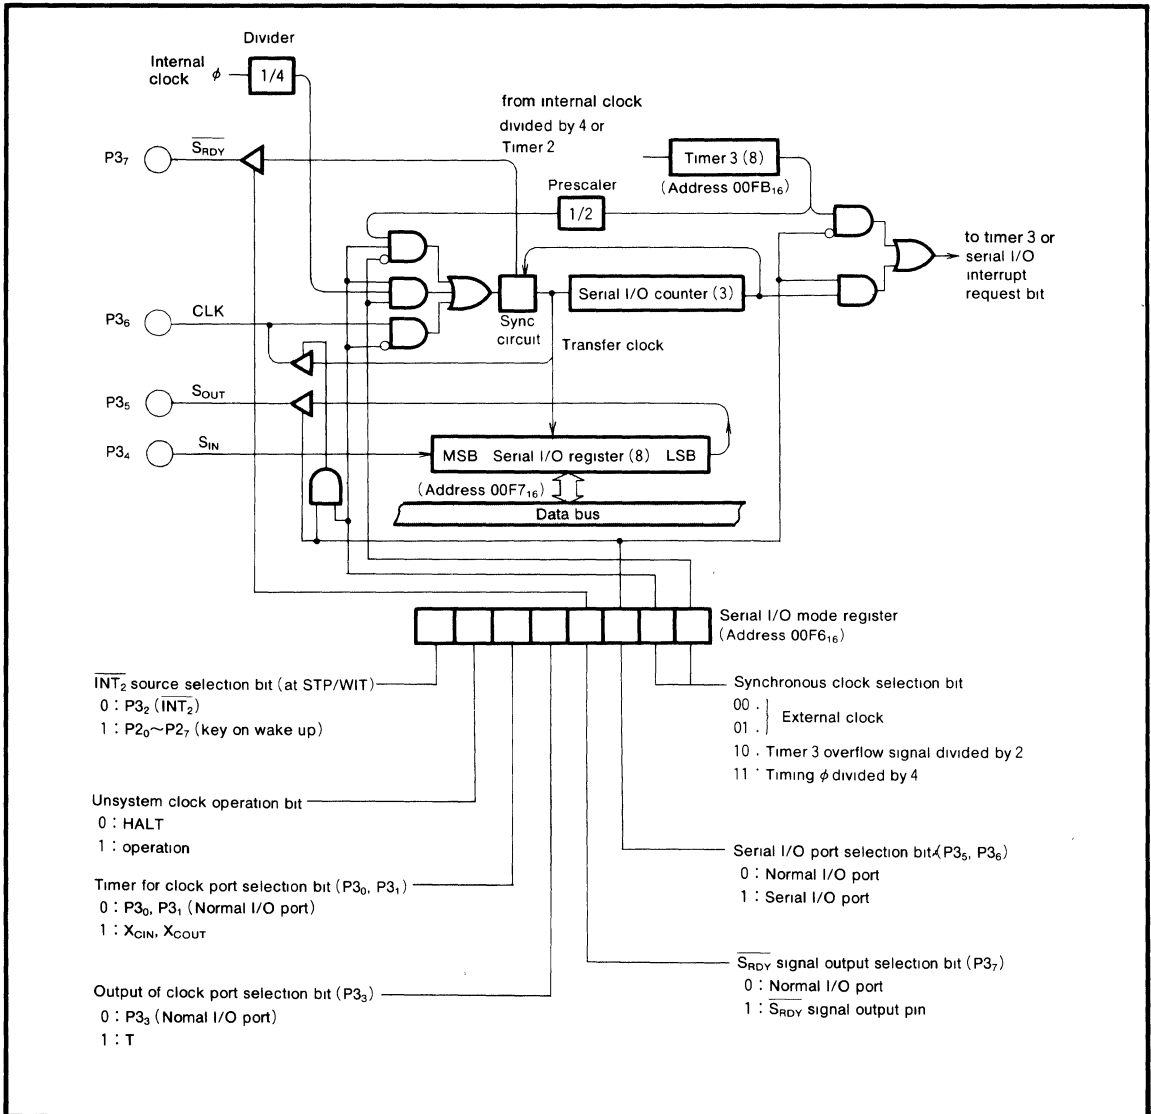 Divider
Internal
clock φ
1/4
from internal clock
divided by 4 or
Timer 2
P3₇
S̅R̅D̅Y̅
Timer 3 (8)
(Address 00FB₁₆)
Prescaler
1/2
to timer 3 or
serial I/O
interrupt
request bit
Serial I/O counter (3)
P3₆
CLK
Sync
circuit
Transfer clock
P3₅
SOUT
P3₄
SIN
MSB Serial I/O register (8) LSB
(Address 00F7₁₆)
Data bus
Serial I/O mode register
(Address 00F6₁₆)
I̅N̅T̅₂ source selection bit (at STP/WIT)
0 : P3₂ (I̅N̅T̅₂)
1 : P2₀~P2₇ (key on wake up)
Synchronous clock selection bit
00 .
01 .
External clock
10 . Timer 3 overflow signal divided by 2
11 · Timing φ divided by 4
Unsystem clock operation bit
0 : HALT
1 : operation
Serial I/O port selection bit (P3₅, P3₆)
0 : Normal I/O port
1 : Serial I/O port
Timer for clock port selection bit (P3₀, P3₁)
0 : P3₀, P3₁ (Normal I/O port)
1 : XCIN, XCOUT
S̅R̅D̅Y̅ signal output selection bit (P3₇)
0 : Normal I/O port
1 : S̅R̅D̅Y̅ signal output pin
Output of clock port selection bit (P3₃)
0 : P3₃ (Nomal I/O port)
1 : T